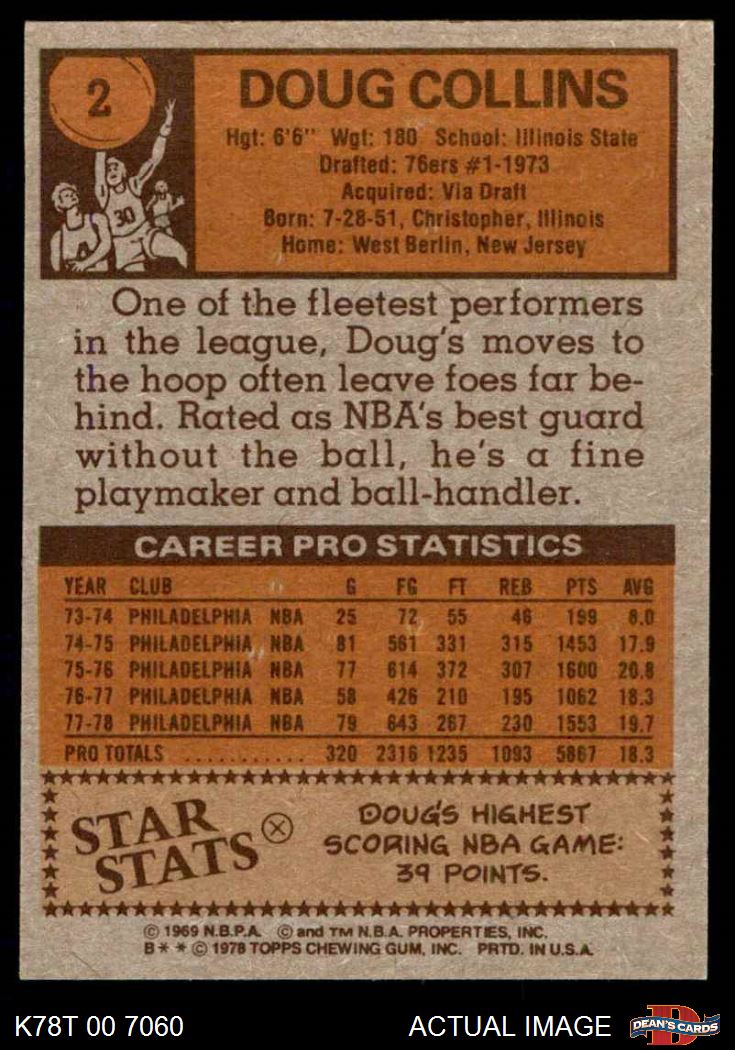 2
DOUG COLLINS
Hgt: 6'6" Wgt: 180 School: Illinois State
Drafted: 76ers #1-1973
Acquired: Via Draft
Born: 7-28-51, Christopher, Illinois
Home: West Berlin, New Jersey
30
4
One of the fleetest performers
in the league, Doug's moves to
the hoop often leave foes far be-
hind. Rated as NBA's best guard
without the ball, he's a fine
playmaker and ball-handler.
CAREER PRO STATISTICS
YEAR CLUB G FG FT REB PTS AVG
73-74 PHILADELPHIA NBA 25 72 55 46 199 8.0
74-75 PHILADELPHIA NBA 81 561 331 315 1453 17.9
75-76 PHILADELPHIA NBA 77 614 372 307 1600 20.8
76-77 PHILADELPHIA NBA 58 426 210 195 1062 18.3
77-78 PHILADELPHIA NBA 79 643 267 230 1553 19.7
PRO TOTALS ........... 320 2316 1235 1093 5867 18.3
STAR
STATS
DOUG'S HIGHEST
SCORING NBA GAME:
39 POINTS.
© 1969 N.B.P.A. © and TM N.B.A. PROPERTIES, INC.
B * * © 1978 TOPPS CHEWING GUM, INC. PRTD. IN U.S.A.
K78T 00 7060
ACTUAL IMAGE
D
DEAN'S CARDS